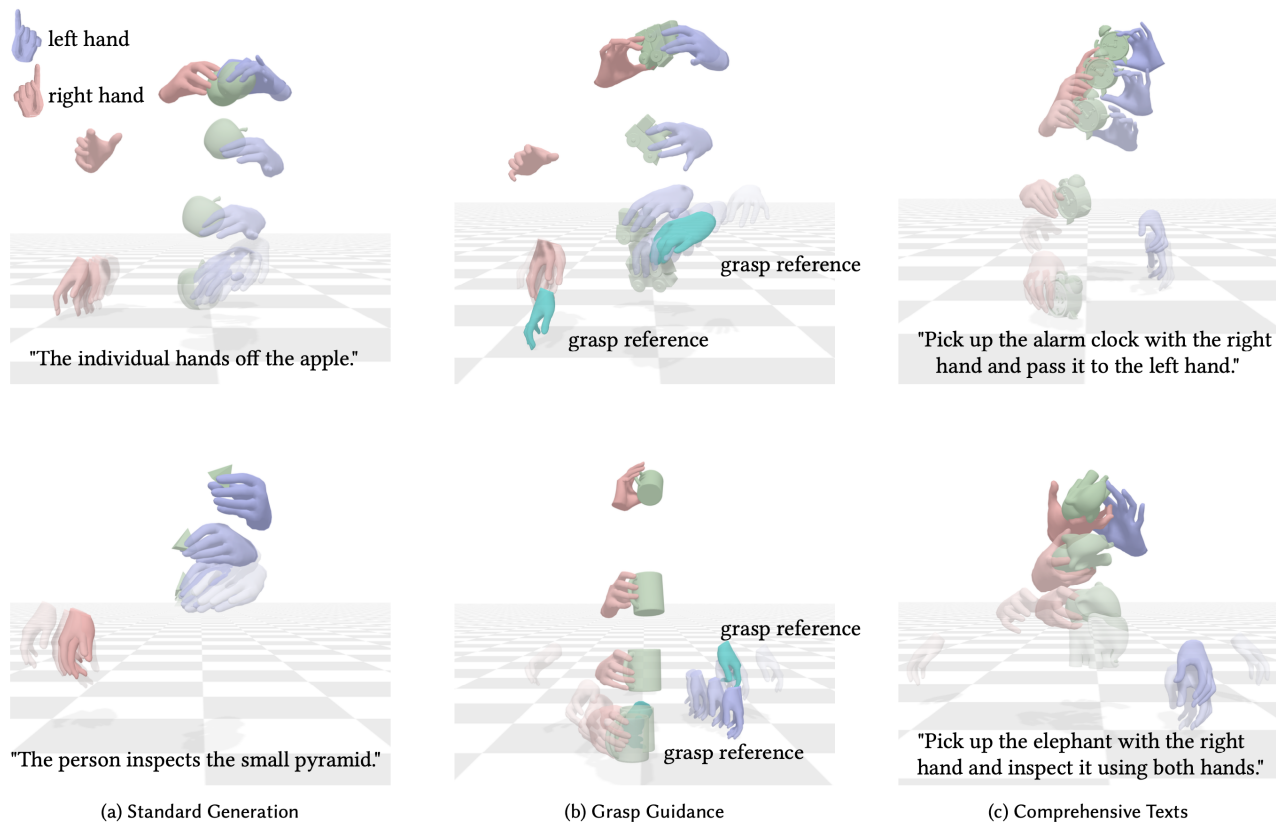 left hand
right hand
"The individual hands off the apple."
grasp reference
grasp reference
"Pick up the alarm clock with the right
hand and pass it to the left hand."
"The person inspects the small pyramid."
grasp reference
grasp reference
"Pick up the elephant with the right
hand and inspect it using both hands."
(a) Standard Generation
(b) Grasp Guidance
(c) Comprehensive Texts